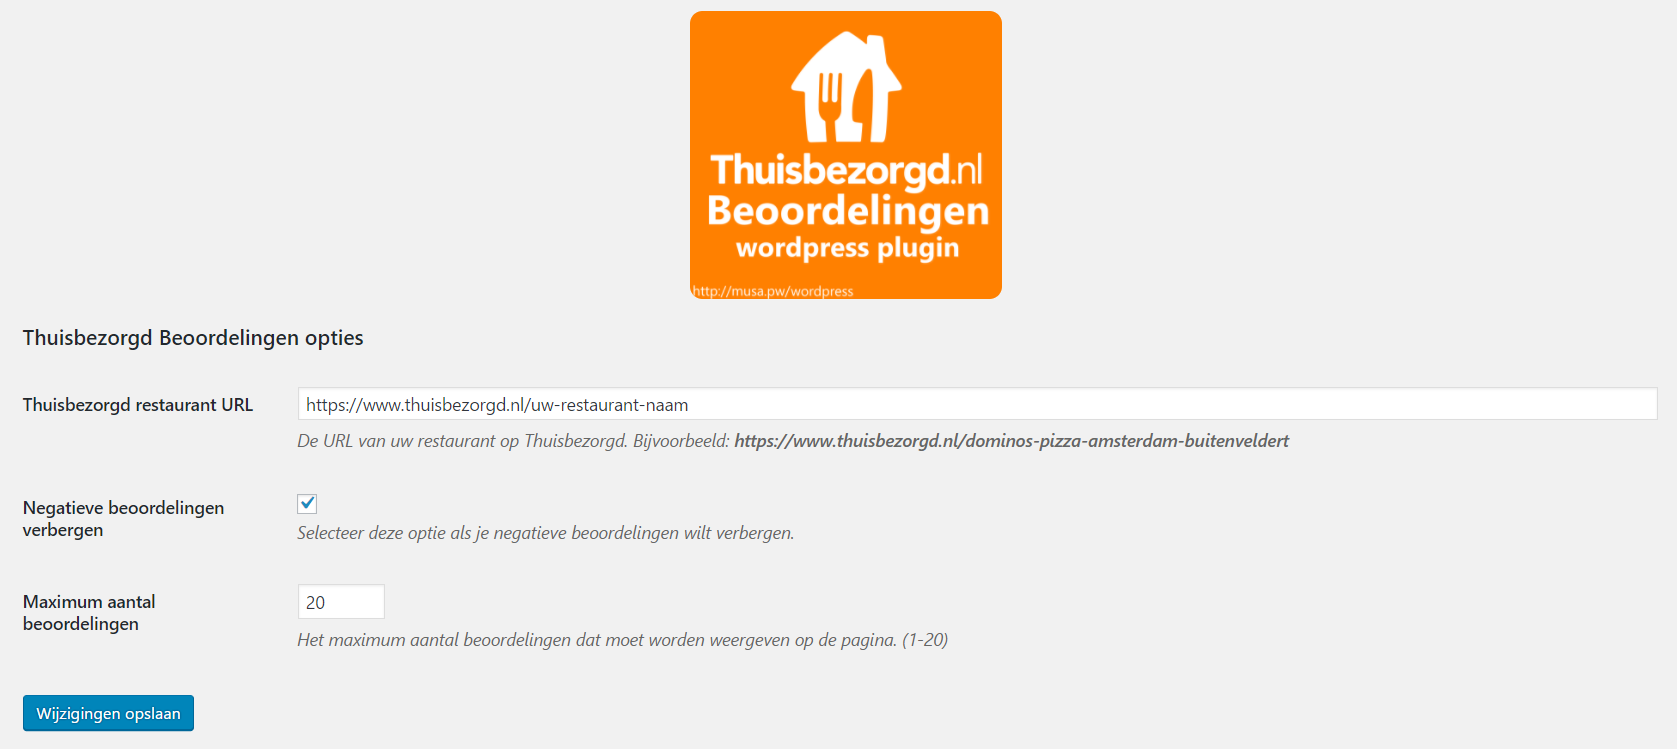 Thuisbezorgd.nl
Beoordelingen
wordpress plugin
http://musa.pw/wordpress
Thuisbezorgd Beoordelingen opties
Thuisbezorgd restaurant URL
https://www.thuisbezorgd.nl/uw-restaurant-naam
De URL van uw restaurant op Thuisbezorgd. Bijvoorbeeld: https://www.thuisbezorgd.nl/dominos-pizza-amsterdam-buitenveldert
Negatieve beoordelingen
verbergen
Selecteer deze optie als je negatieve beoordelingen wilt verbergen.
Maximum aantal
beoordelingen
20
Het maximum aantal beoordelingen dat moet worden weergeven op de pagina. (1-20)
Wijzigingen opslaan